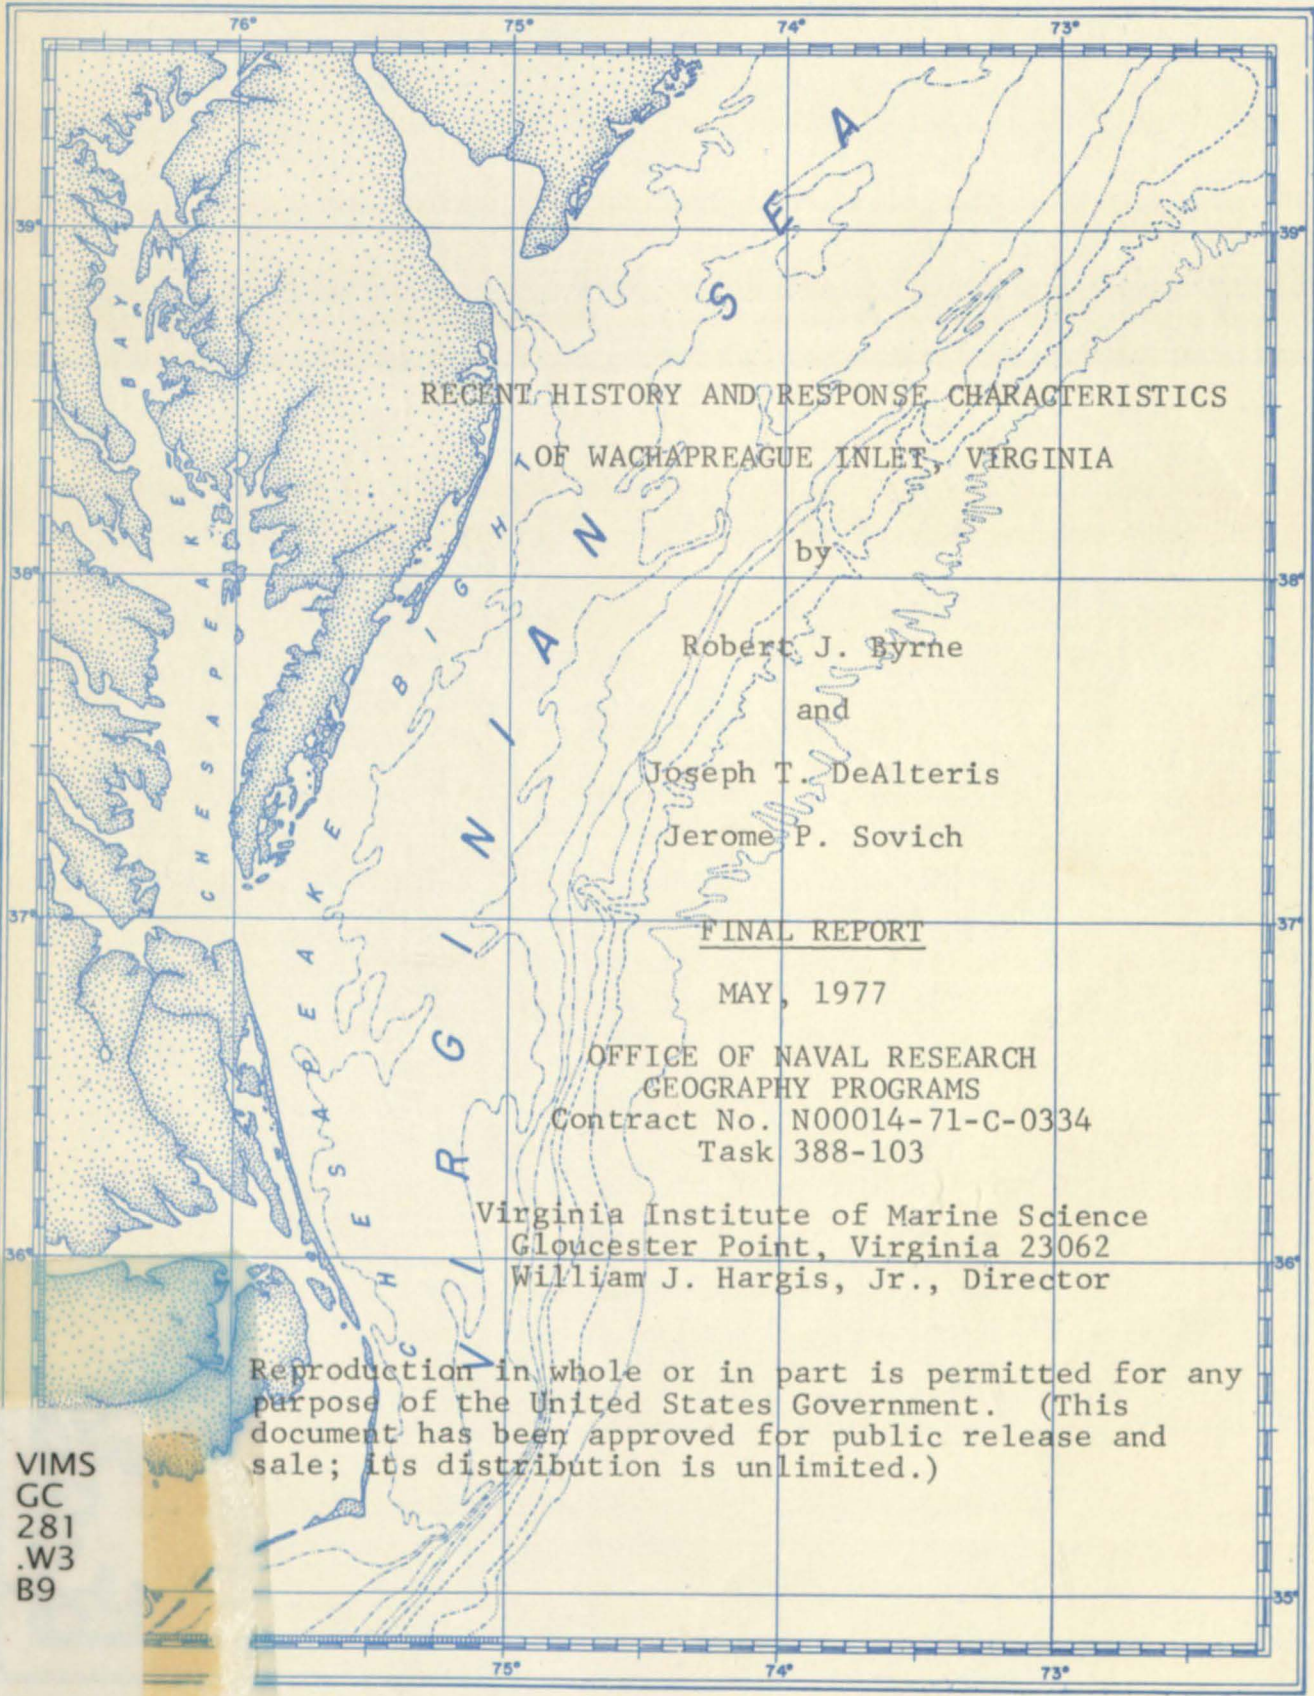 76° 75° 74° 73°
39° 39°
38° 38°
37° 37°
36° 36°
35°
75° 74° 73°
CHESAPEAKE BAY
CHESAPEAKE BIGHT
VIRGINIAN SEA
RECENT HISTORY AND RESPONSE CHARACTERISTICS
OF WACHAPREAGUE INLET, VIRGINIA
by
Robert J. Byrne
and
Joseph T. DeAlteris
Jerome P. Sovich
FINAL REPORT
MAY, 1977
OFFICE OF NAVAL RESEARCH
GEOGRAPHY PROGRAMS
Contract No. N00014-71-C-0334
Task 388-103
Virginia Institute of Marine Science
Gloucester Point, Virginia 23062
William J. Hargis, Jr., Director
Reproduction in whole or in part is permitted for any
purpose of the United States Government. (This
document has been approved for public release and
sale; its distribution is unlimited.)
VIMS
GC
281
.W3
B9